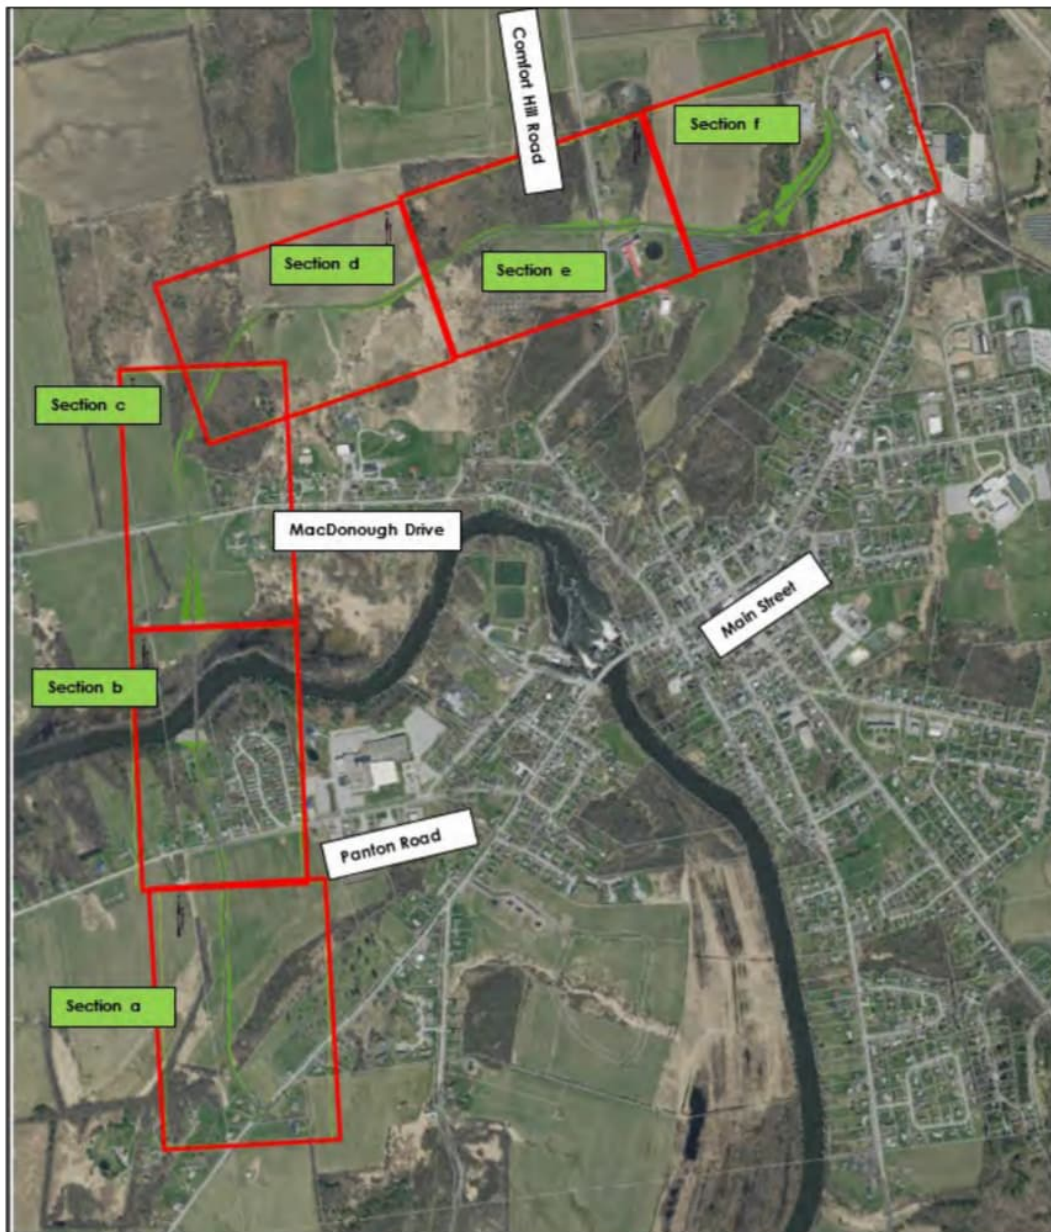 Comfort Hill Road
Section f
Section d
Section e
Section c
MacDonough Drive
Main Street
Section b
Panton Road
Section a